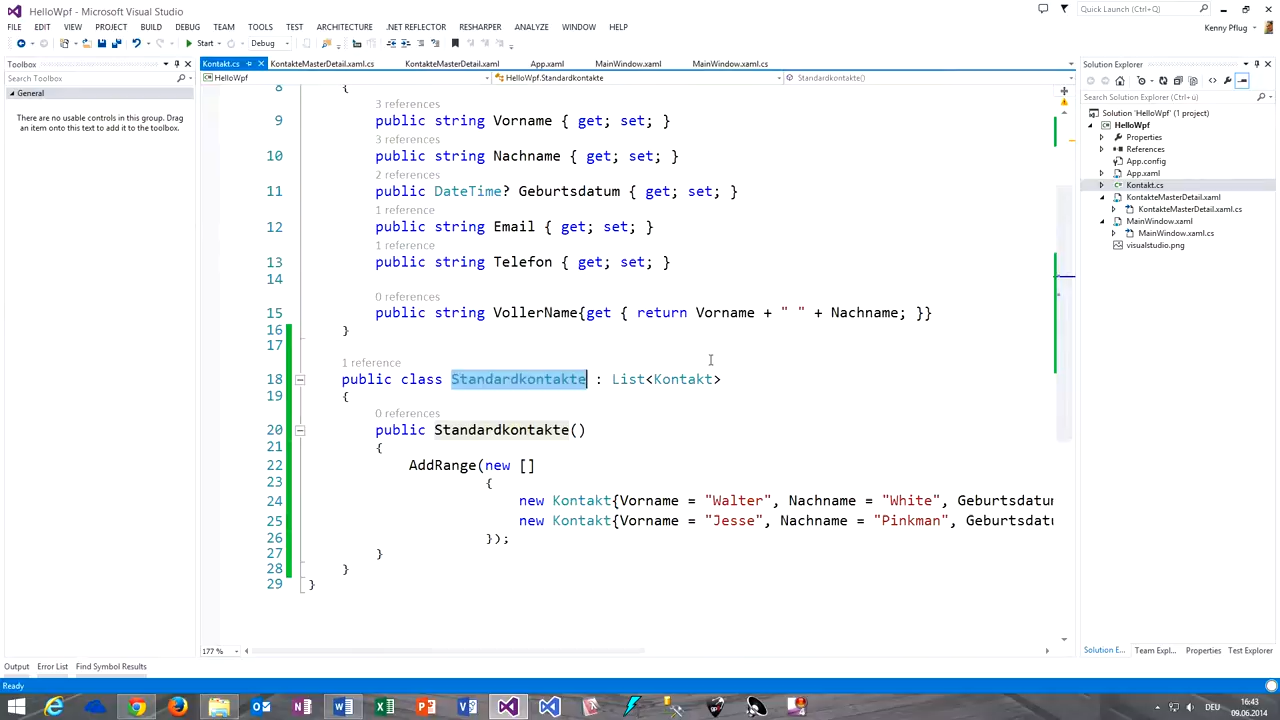 HelloWpf - Microsoft Visual Studio
Quick Launch (Ctrl+Q)
FILE EDIT VIEW PROJECT BUILD DEBUG TEAM TOOLS TEST ARCHITECTURE .NET REFLECTOR RESHARPER ANALYZE WINDOW HELP
Kenny Pflug
Start
Debug
Toolbox
Search Toolbox
General
There are no usable controls in this group. Drag
an item onto this text to add it to the toolbox.
Kontakt.cs KontakteMasterDetail.xaml.cs KontakteMasterDetail.xaml App.xaml MainWindow.xaml MainWindow.xaml.cs
HelloWpf HelloWpf.Standardkontakte Standardkontakte()
8 {
3 references
9 public string Vorname { get; set; }
3 references
10 public string Nachname { get; set; }
2 references
11 public DateTime? Geburtsdatum { get; set; }
1 reference
12 public string Email { get; set; }
1 reference
13 public string Telefon { get; set; }
14
0 references
15 public string VollerName{get { return Vorname + " " + Nachname; }}
16 }
17
1 reference
18 public class Standardkontakte : List<Kontakt>
19 {
0 references
20 public Standardkontakte()
21 {
22 AddRange(new []
23 {
24 new Kontakt{Vorname = "Walter", Nachname = "White", Geburtsdatum
25 new Kontakt{Vorname = "Jesse", Nachname = "Pinkman", Geburtsdatu
26 });
27 }
28 }
29 }
177 %
Solution Explorer
Search Solution Explorer (Ctrl+ü)
Solution 'HelloWpf' (1 project)
HelloWpf
Properties
References
App.config
App.xaml
Kontakt.cs
KontakteMasterDetail.xaml
KontakteMasterDetail.xaml.cs
MainWindow.xaml
MainWindow.xaml.cs
visualstudio.png
Solution E... Team Expl... Properties Test Explorer
Output Error List Find Symbol Results
Ready
DEU
16:43
09.06.2014